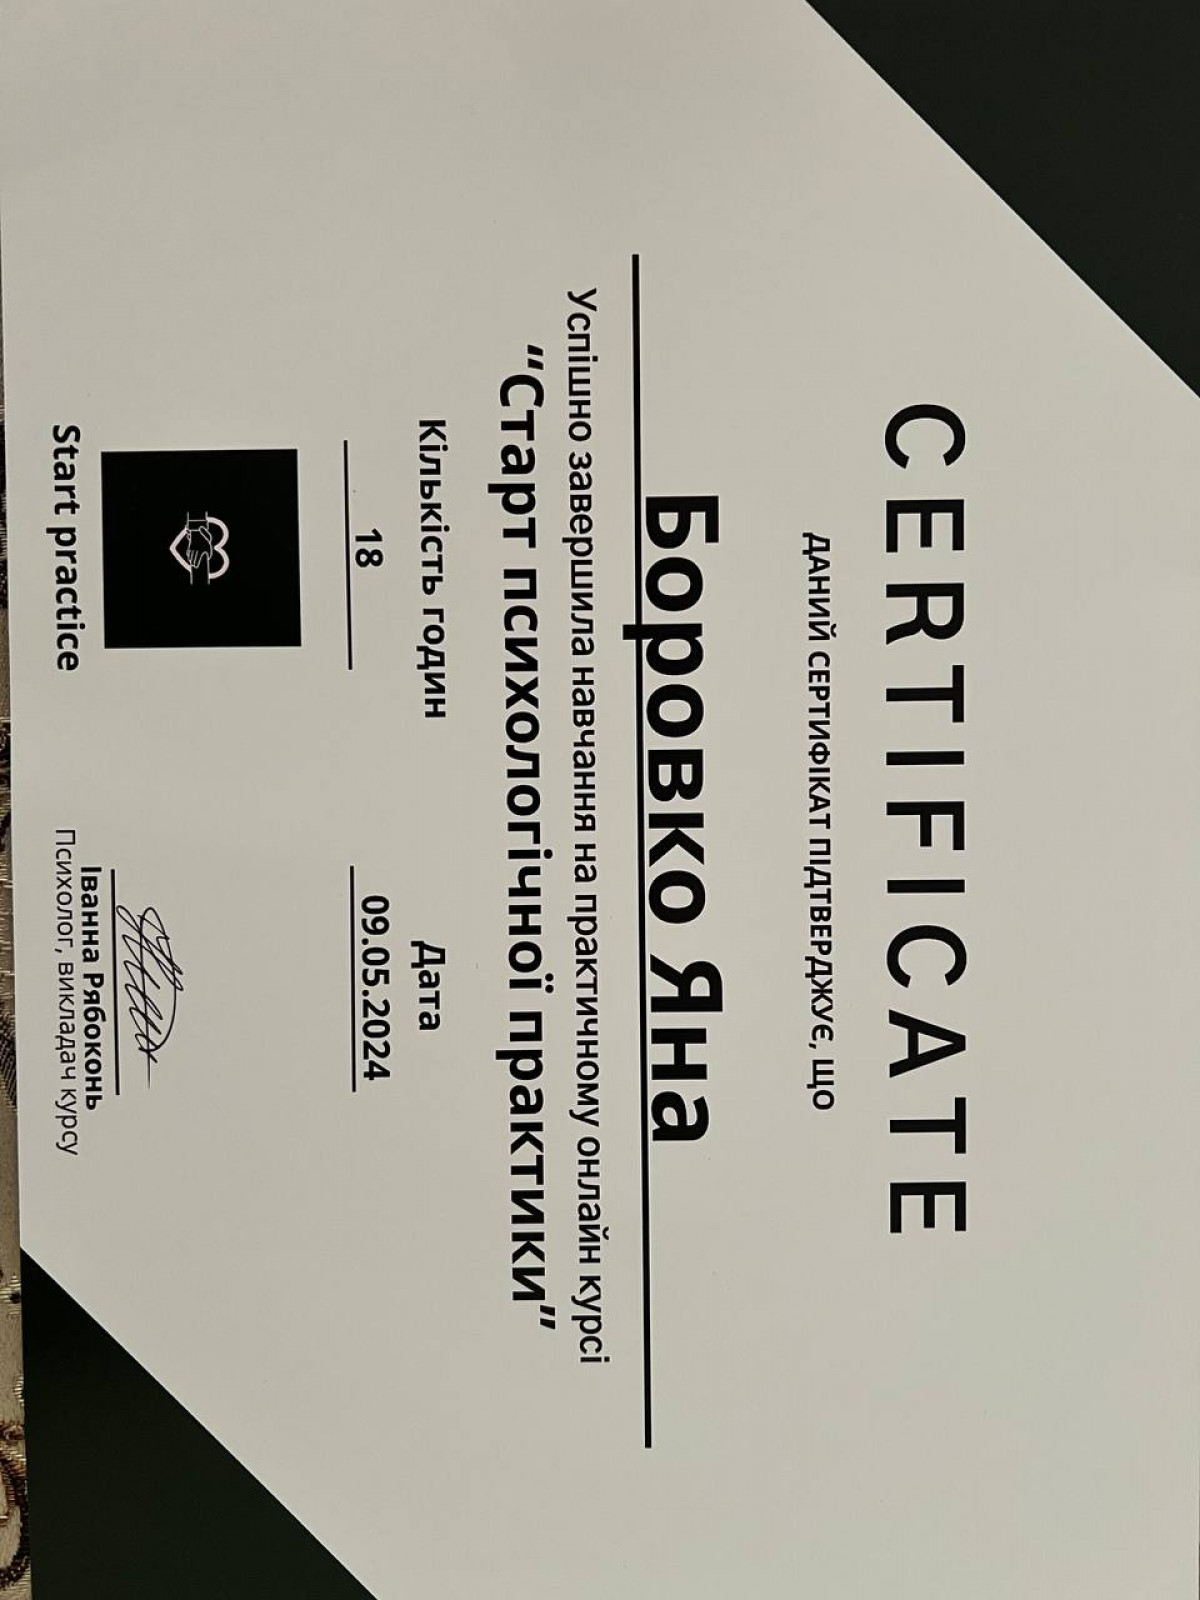 CERTIFICATE
ДАНИЙ СЕРТИФІКАТ ПІДТВЕРДЖУЄ, ЩО
Боровко Яна
Успішно завершила навчання на практичному онлайн курсі
“Старт психологічної практики”
Кількість годин
18
Дата
09.05.2024
Start practice
Іванна Рябоконь
Психолог, викладач курсу